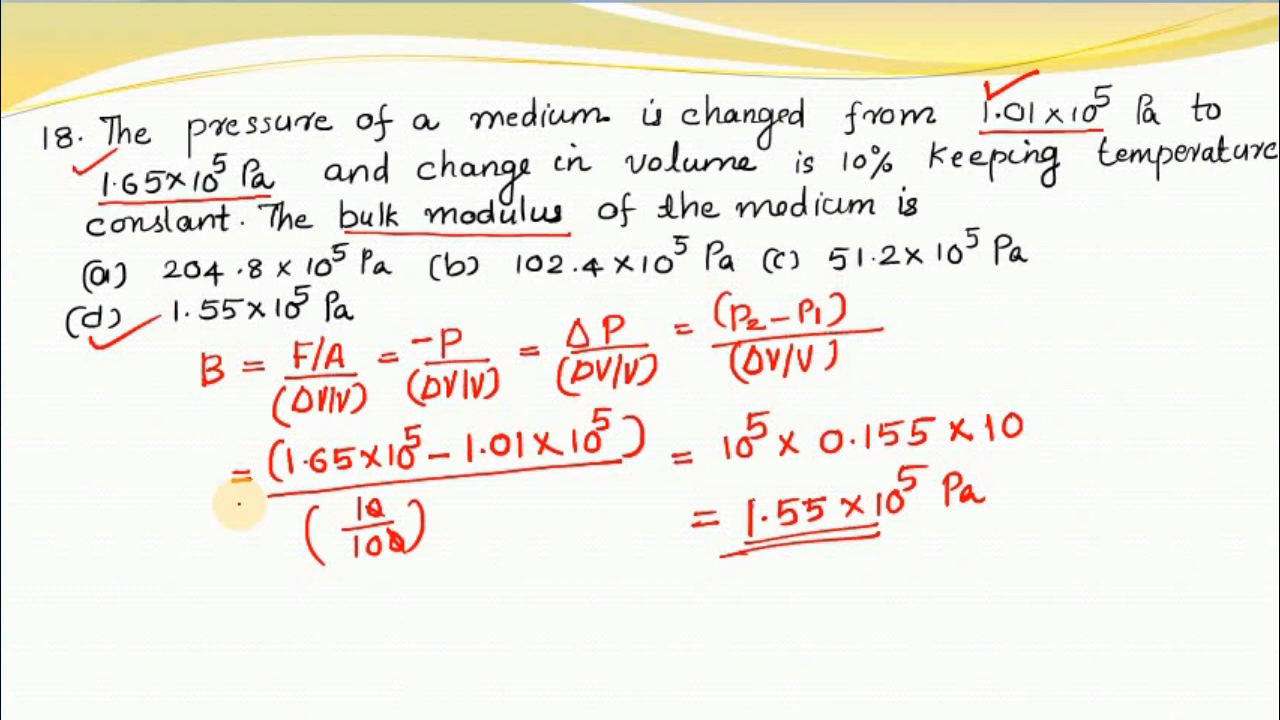 18. The pressure of a medium is changed from 1.01 × 10⁵ Pa to
1.65×10⁵ Pa and change in volume is 10% keeping temperature
constant. The bulk modulus of the medium is
(a) 204.8 × 10⁵ Pa (b) 102.4 × 10⁵ Pa (c) 51.2 × 10⁵ Pa
(d) 1.55×10⁵ Pa
B = F/A / (ΔV/V) = -P / (DV/V) = ΔP / (DV/V) = (P₂ - P₁) / (DV/V)
= (1.65×10⁵ - 1.01×10⁵) / (10/100) = 10⁵ × 0.155 × 10
= 1.55 × 10⁵ Pa